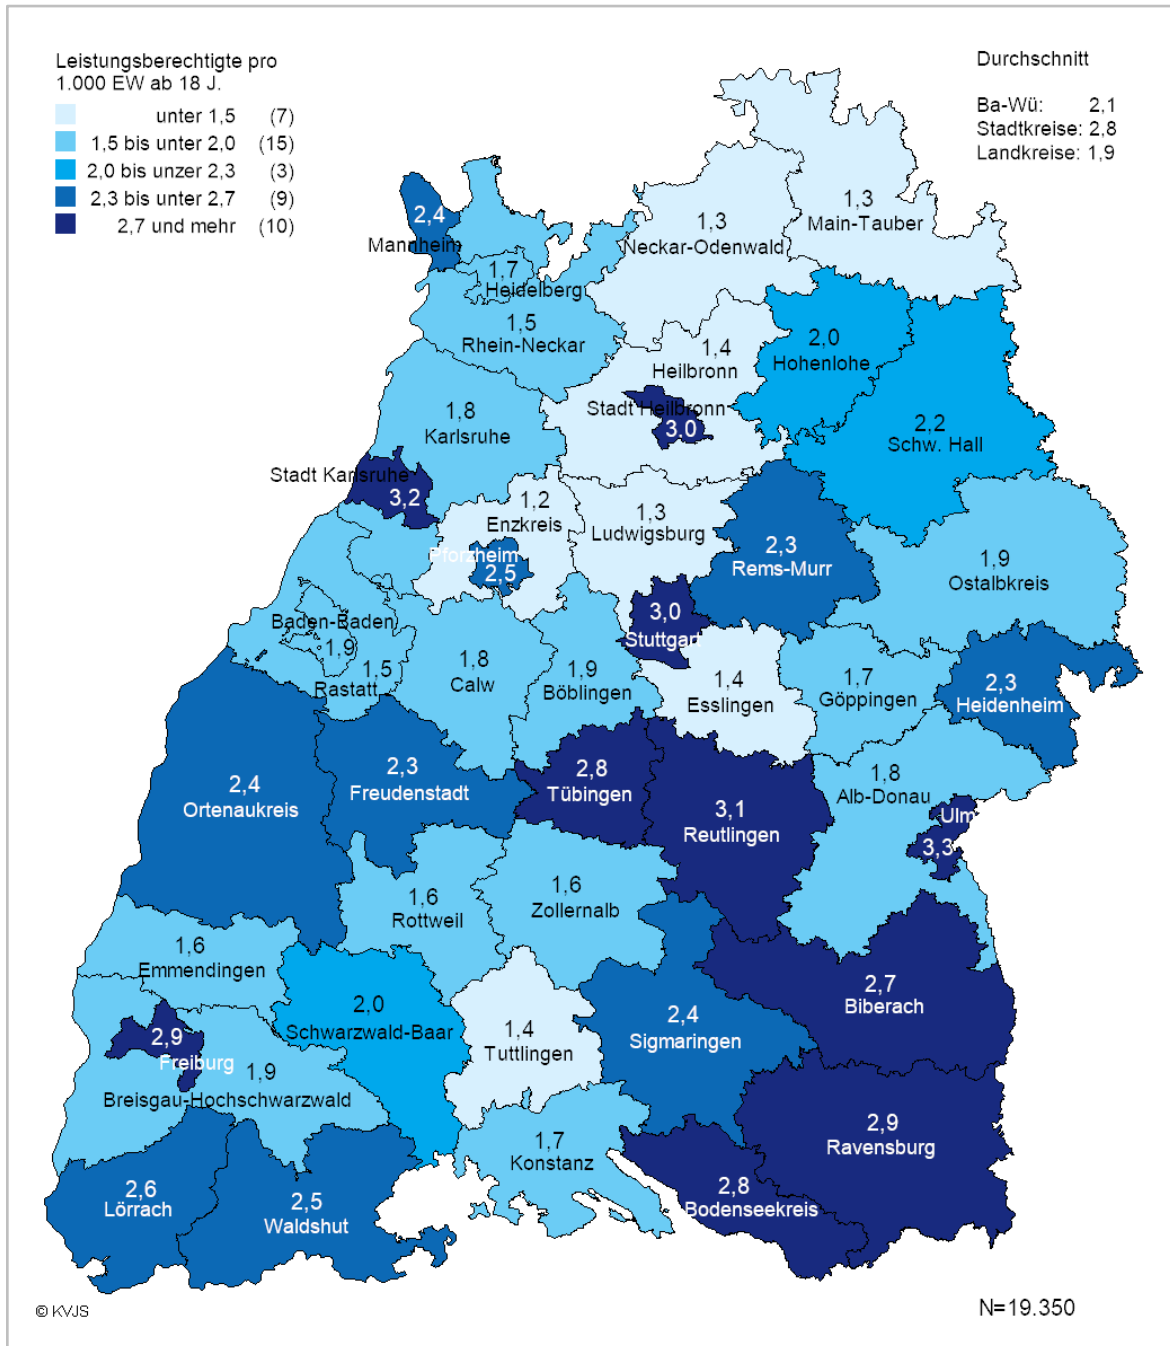 Leistungsberechtigte pro
1.000 EW ab 18 J.
unter 1,5 (7)
1,5 bis unter 2,0 (15)
2,0 bis unzer 2,3 (3)
2,3 bis unter 2,7 (9)
2,7 und mehr (10)
Durchschnitt
Ba-Wü: 2,1
Stadtkreise: 2,8
Landkreise: 1,9
1,3
Main-Tauber
1,3
Neckar-Odenwald
2,4
Mannheim
1,7
Heidelberg
1,5
Rhein-Neckar
1,4
Heilbronn
2,0
Hohenlohe
Stadt Heilbronn
3,0
1,8
Karlsruhe
2,2
Schw. Hall
Stadt Karlsruhe
3,2
1,2
Enzkreis
1,3
Ludwigsburg
Pforzheim
2,5
2,3
Rems-Murr
1,9
Ostalbkreis
Baden-Baden
1,9
1,5
Rastatt
1,8
Calw
1,9
Böblingen
3,0
Stuttgart
1,4
Esslingen
1,7
Göppingen
2,3
Heidenheim
2,4
Ortenaukreis
2,3
Freudenstadt
2,8
Tübingen
3,1
Reutlingen
1,8
Alb-Donau
Ulm
3,3
1,6
Rottweil
1,6
Zollernalb
1,6
Emmendingen
2,0
Schwarzwald-Baar
1,4
Tuttlingen
2,4
Sigmaringen
2,7
Biberach
2,9
Freiburg
1,9
Breisgau-Hochschwarzwald
1,7
Konstanz
2,9
Ravensburg
2,8
Bodenseekreis
2,6
Lörrach
2,5
Waldshut
© KVJS
N=19.350